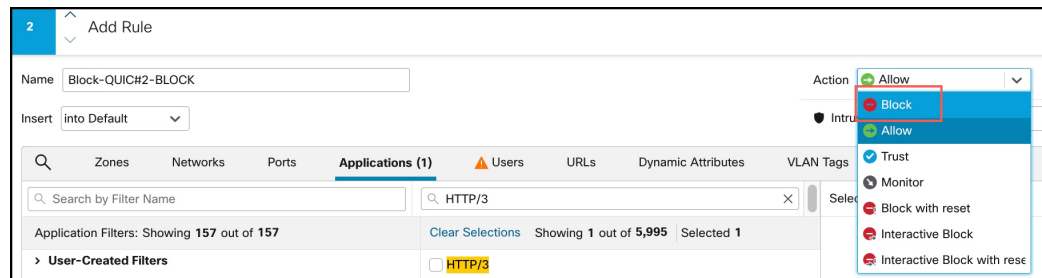 2 Add Rule
Name Block-QUIC#2-BLOCK Action Allow
Insert into Default Intru
Block
Allow
Trust
Monitor
Block with reset
Interactive Block
Interactive Block with rese
Zones Networks Ports Applications (1) Users URLs Dynamic Attributes VLAN Tags
Search by Filter Name HTTP/3 Selec
Application Filters: Showing 157 out of 157 Clear Selections Showing 1 out of 5,995 Selected 1
> User-Created Filters HTTP/3